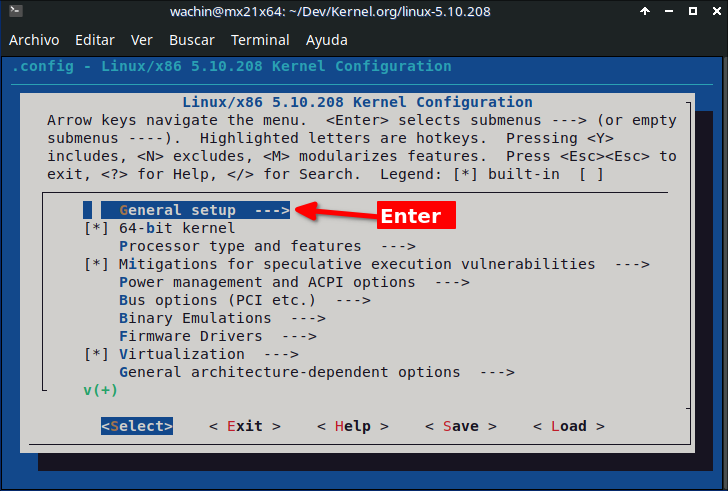 wachin@mx21x64: ~/Dev/Kernel.org/linux-5.10.208
Archivo Editar Ver Buscar Terminal Ayuda
.config - Linux/x86 5.10.208 Kernel Configuration
Linux/x86 5.10.208 Kernel Configuration
Arrow keys navigate the menu. <Enter> selects submenus ---> (or empty
submenus ----). Highlighted letters are hotkeys. Pressing <Y>
includes, <N> excludes, <M> modularizes features. Press <Esc><Esc> to
exit, <?> for Help, </> for Search. Legend: [*] built-in [ ]
General setup --->
Enter
[*] 64-bit kernel
Processor type and features --->
[*] Mitigations for speculative execution vulnerabilities --->
Power management and ACPI options --->
Bus options (PCI etc.) --->
Binary Emulations --->
Firmware Drivers --->
[*] Virtualization --->
General architecture-dependent options --->
v(+)
<Select> < Exit > < Help > < Save > < Load >